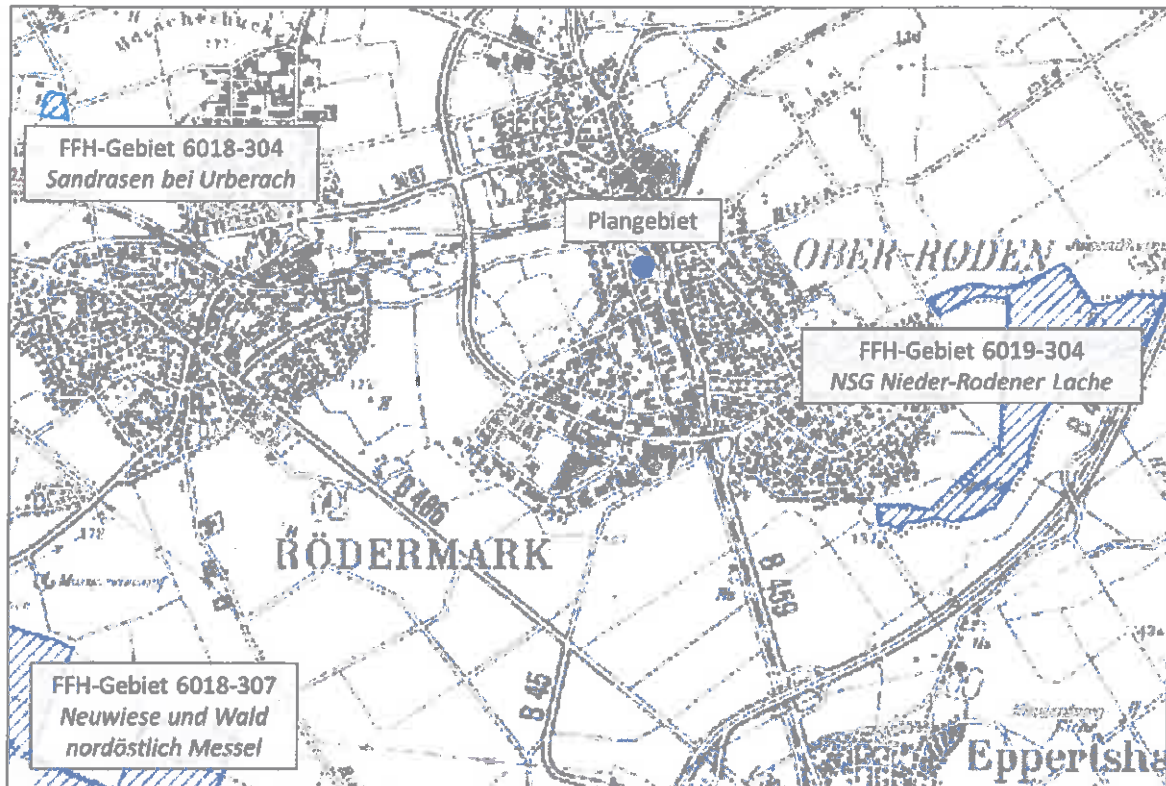 FFH-Gebiet 6018-304
Sandrasen bei Urberach
Plangebiet
OBER-RODEN
FFH-Gebiet 6019-304
NSG Nieder-Rodener Lache
B 486
RÖDERMARK
B 459
FFH-Gebiet 6018-307
Neuwiese und Wald
nordöstlich Messel
B 45
Eppertsha